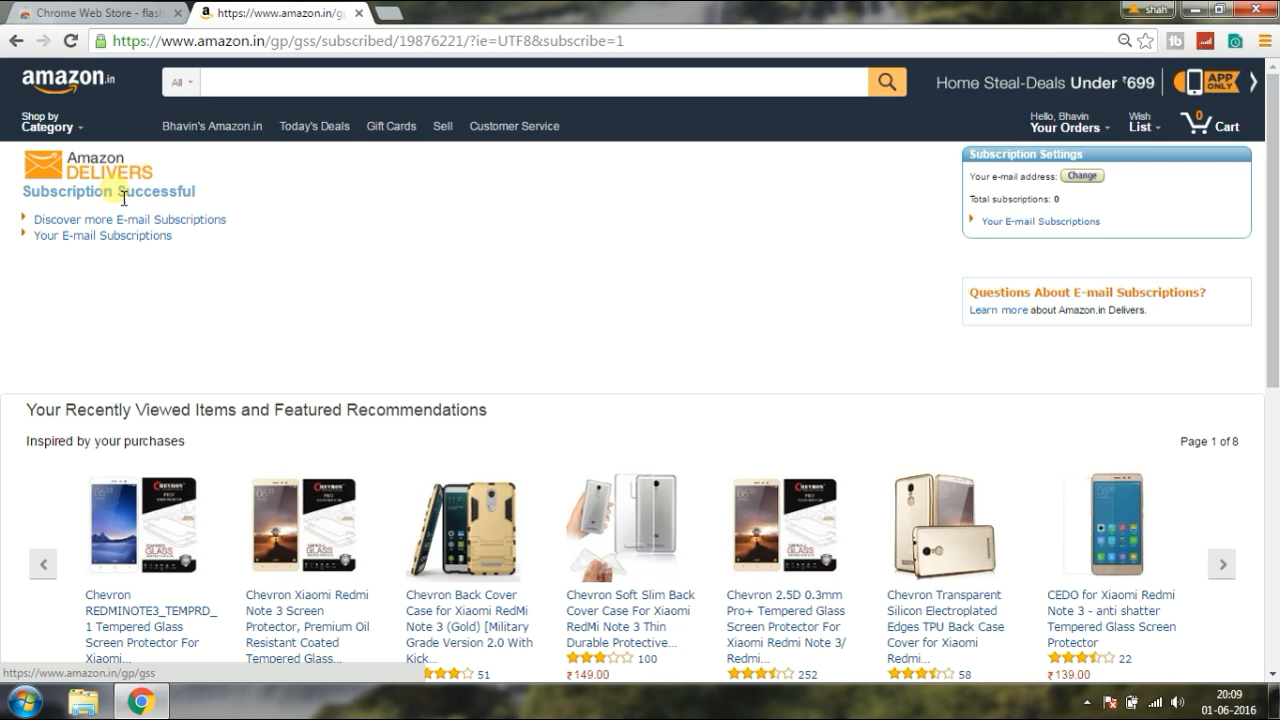 Chrome Web Store - flash
https://www.amazon.in/gp
shah
https://www.amazon.in/gp/gss/subscribed/19876221/?ie=UTF8&subscribe=1
amazon.in
All
Home Steal-Deals Under ₹699
APP ONLY
Shop by
Category
Bhavin's Amazon.in
Today's Deals
Gift Cards
Sell
Customer Service
Hello, Bhavin
Your Orders
Wish
List
0
Cart
Amazon
DELIVERS
Subscription Successful
Discover more E-mail Subscriptions
Your E-mail Subscriptions
Subscription Settings
Your e-mail address: Change
Total subscriptions: 0
Your E-mail Subscriptions
Questions About E-mail Subscriptions?
Learn more about Amazon.in Delivers.
Your Recently Viewed Items and Featured Recommendations
Inspired by your purchases
Page 1 of 8
Chevron
REDMINOTE3_TEMPRD_
1 Tempered Glass
Screen Protector For
Xiaomi...
Chevron Xiaomi Redmi
Note 3 Screen
Protector, Premium Oil
Resistant Coated
Tempered Glass...
Chevron Back Cover
Case for Xiaomi RedMi
Note 3 (Gold) [Military
Grade Version 2.0 With
Kick...
51
Chevron Soft Slim Back
Cover Case For Xiaomi
RedMi Note 3 Thin
Durable Protective...
100
₹149.00
Chevron 2.5D 0.3mm
Pro+ Tempered Glass
Screen Protector For
Xiaomi Redmi Note 3/
Redmi...
252
Chevron Transparent
Silicon Electroplated
Edges TPU Back Case
Cover for Xiaomi
Redmi...
58
CEDO for Xiaomi Redmi
Note 3 - anti shatter
Tempered Glass Screen
Protector
22
₹139.00
https://www.amazon.in/gp/gss
20:09
01-06-2016